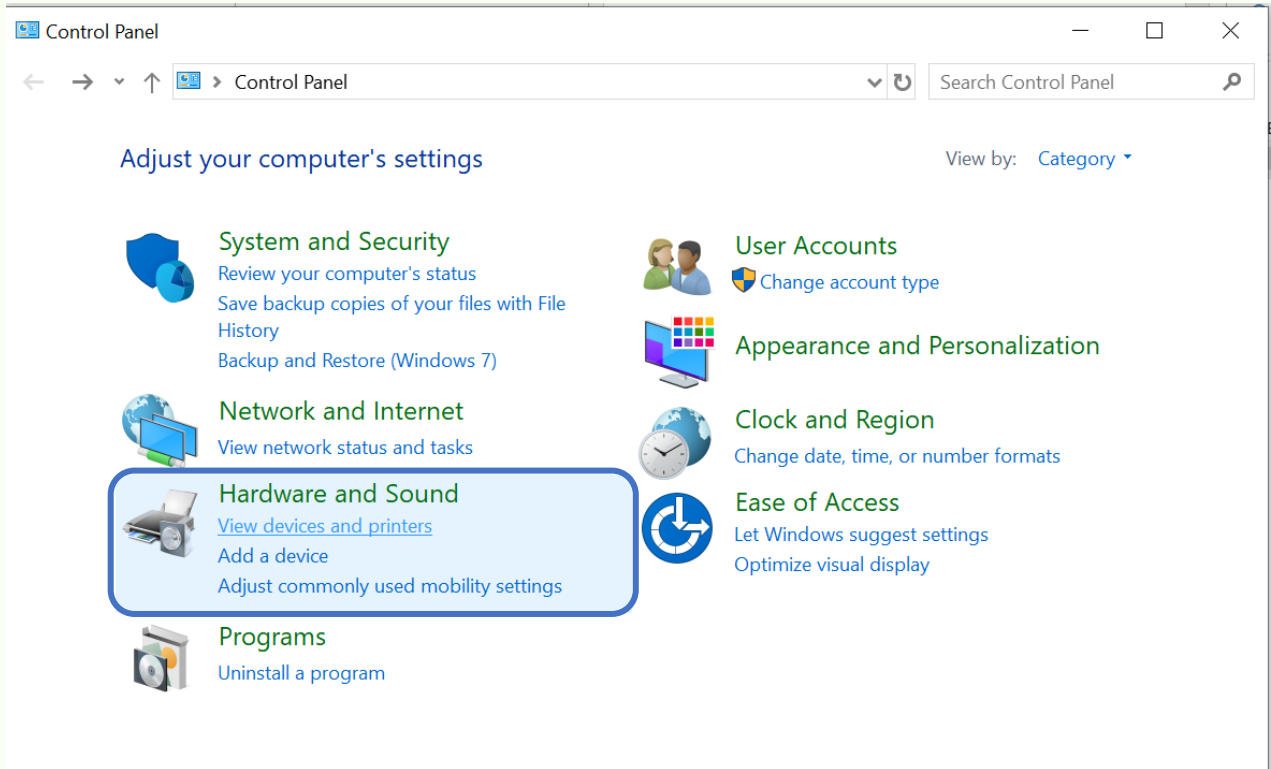 Control Panel
Control Panel
Search Control Panel
Adjust your computer's settings
View by: Category
System and Security
Review your computer's status
Save backup copies of your files with File
History
Backup and Restore (Windows 7)
Network and Internet
View network status and tasks
Hardware and Sound
View devices and printers
Add a device
Adjust commonly used mobility settings
Programs
Uninstall a program
User Accounts
Change account type
Appearance and Personalization
Clock and Region
Change date, time, or number formats
Ease of Access
Let Windows suggest settings
Optimize visual display